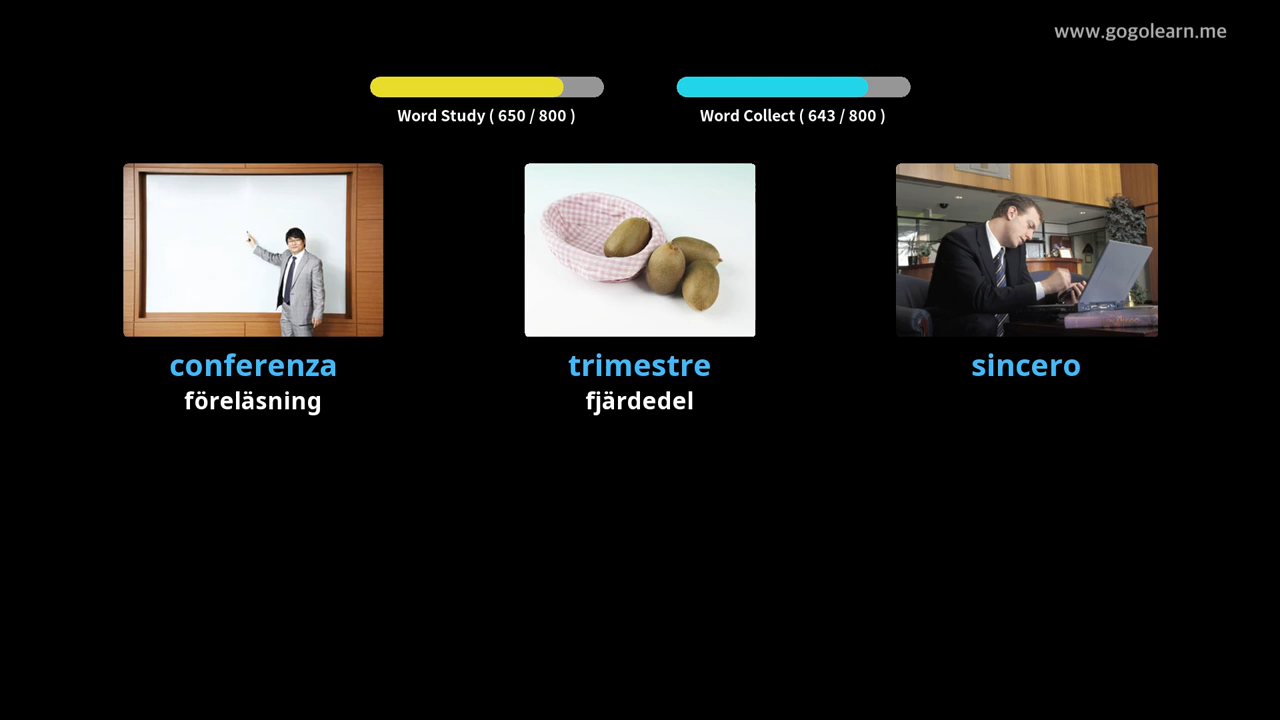 www.gogolearn.me
Word Study ( 650 / 800 )
Word Collect ( 643 / 800 )
conferenza
föreläsning
trimestre
fjärdedel
sincero